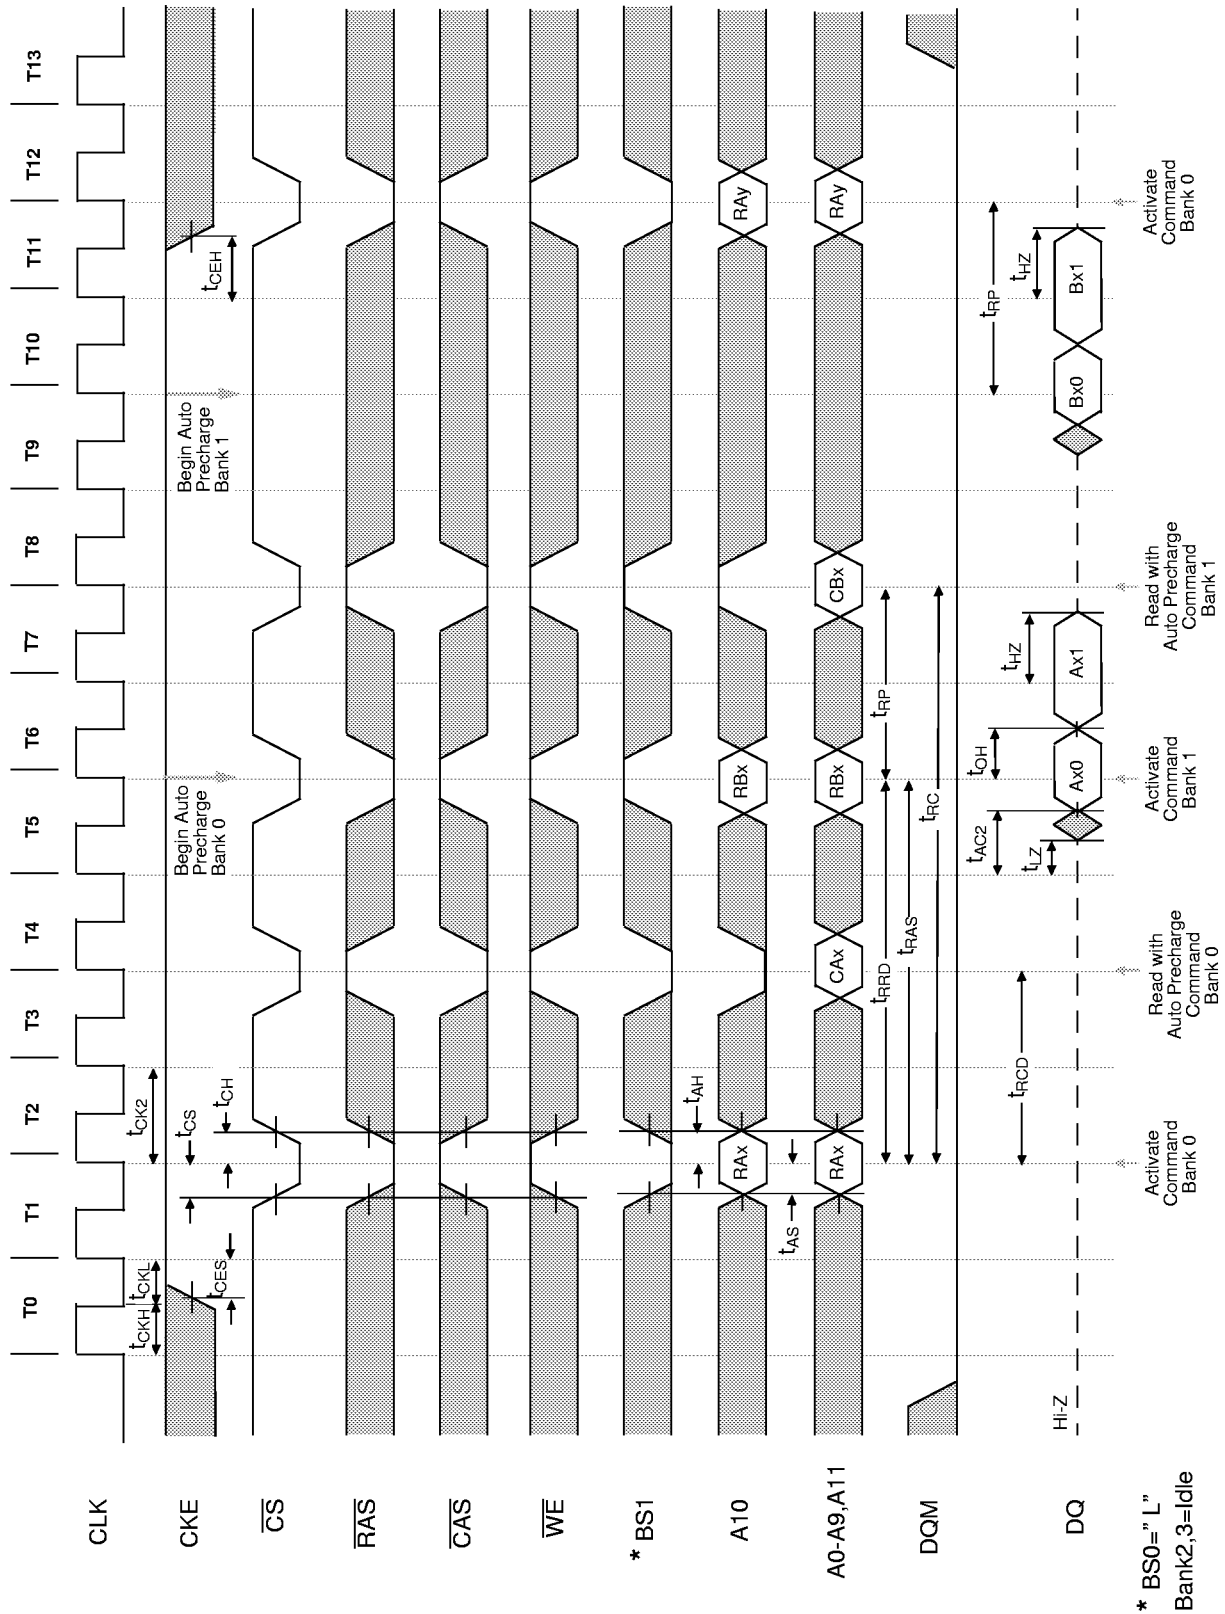 T0 T1 T2 T3 T4 T5 T6 T7 T8 T9 T10 T11 T12 T13
CLK
tCKH tCKL tCK2
CKE
tCES tCS tCH tCEH
Begin Auto
Precharge
Bank 0
Begin Auto
Precharge
Bank 1
CS
RAS
CAS
WE
* BS1
tAH
A10
RAx RBx RAy
tAS
A0-A9,A11
RAx CAx RBx CBx RAy
tRRD tRP
tRAS
DQM
tRC
tAC2 tOH tRP
tRCD tHZ
tLZ tHZ
Hi-Z
DQ
Ax0 Ax1 Bx0 Bx1
Activate
Command
Bank 0
Read with
Auto Precharge
Command
Bank 0
Activate
Command
Bank 1
Read with
Auto Precharge
Command
Bank 1
Activate
Command
Bank 0
* BS0=" L"
Bank2,3=Idle